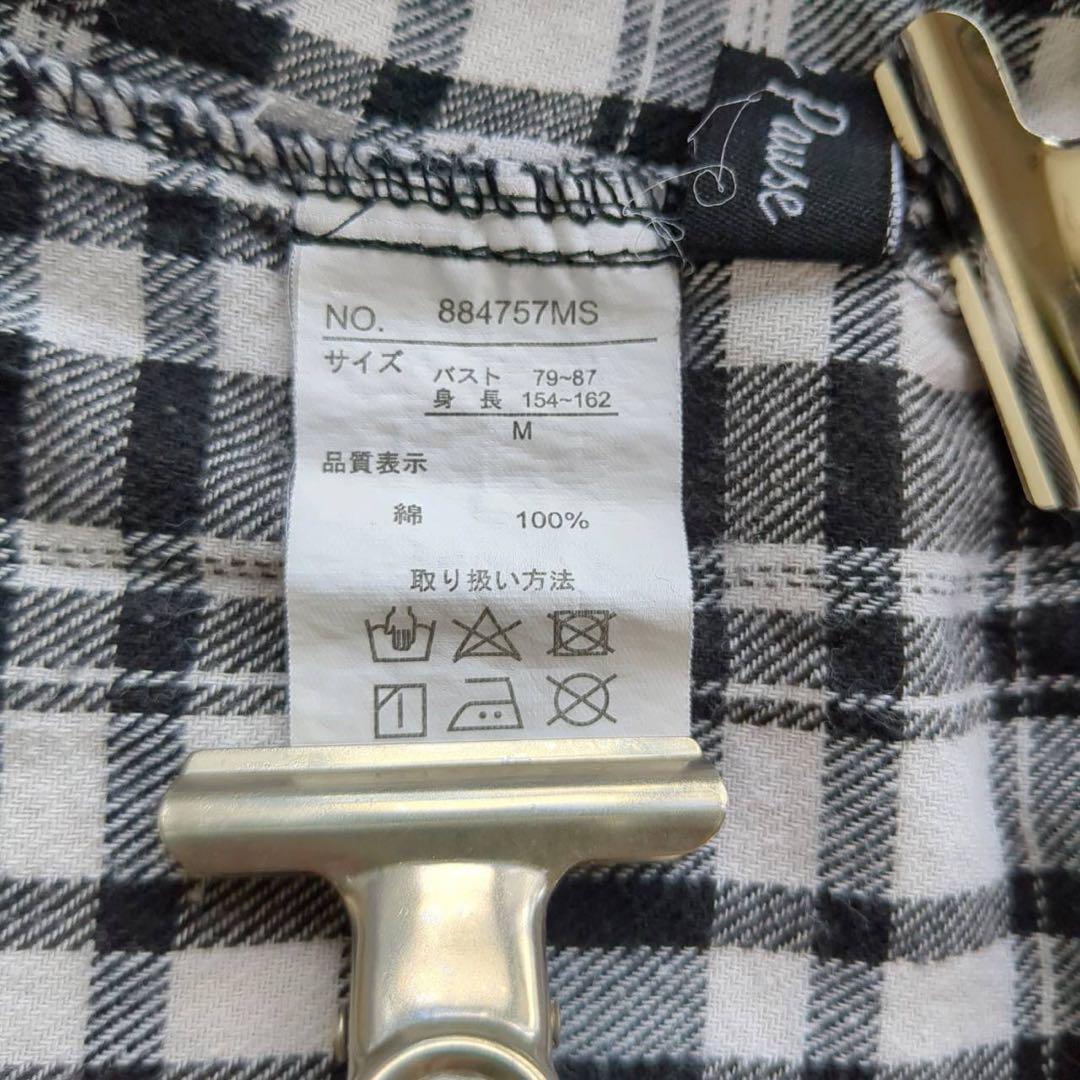 Pause
NO. 884757MS
サイズ
バスト 79~87
身長 154~162
M
品質表示
綿 100%
取り扱い方法